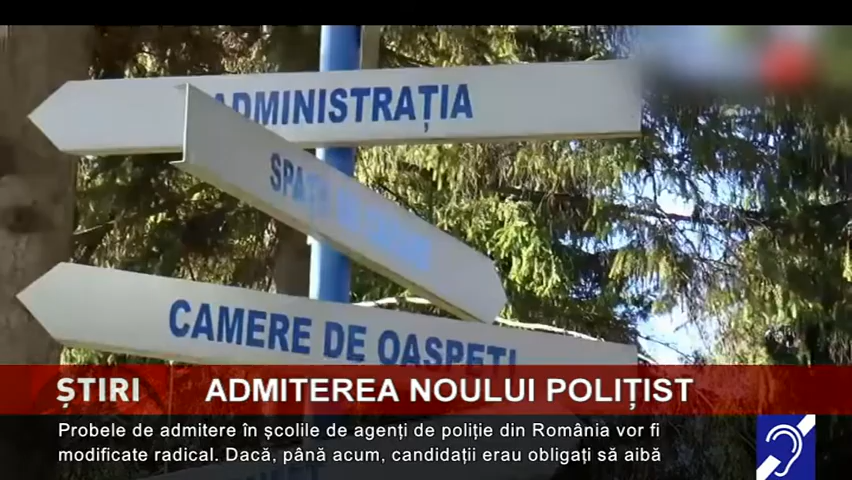 ADMINISTRAȚIA
CAMERE DE OASPEȚI
ȘTIRI
ADMITEREA NOULUI POLIȚIST
Probele de admitere în școlile de agenți de poliție din România vor fi
modificate radical. Dacă, până acum, candidații erau obligați să aibă